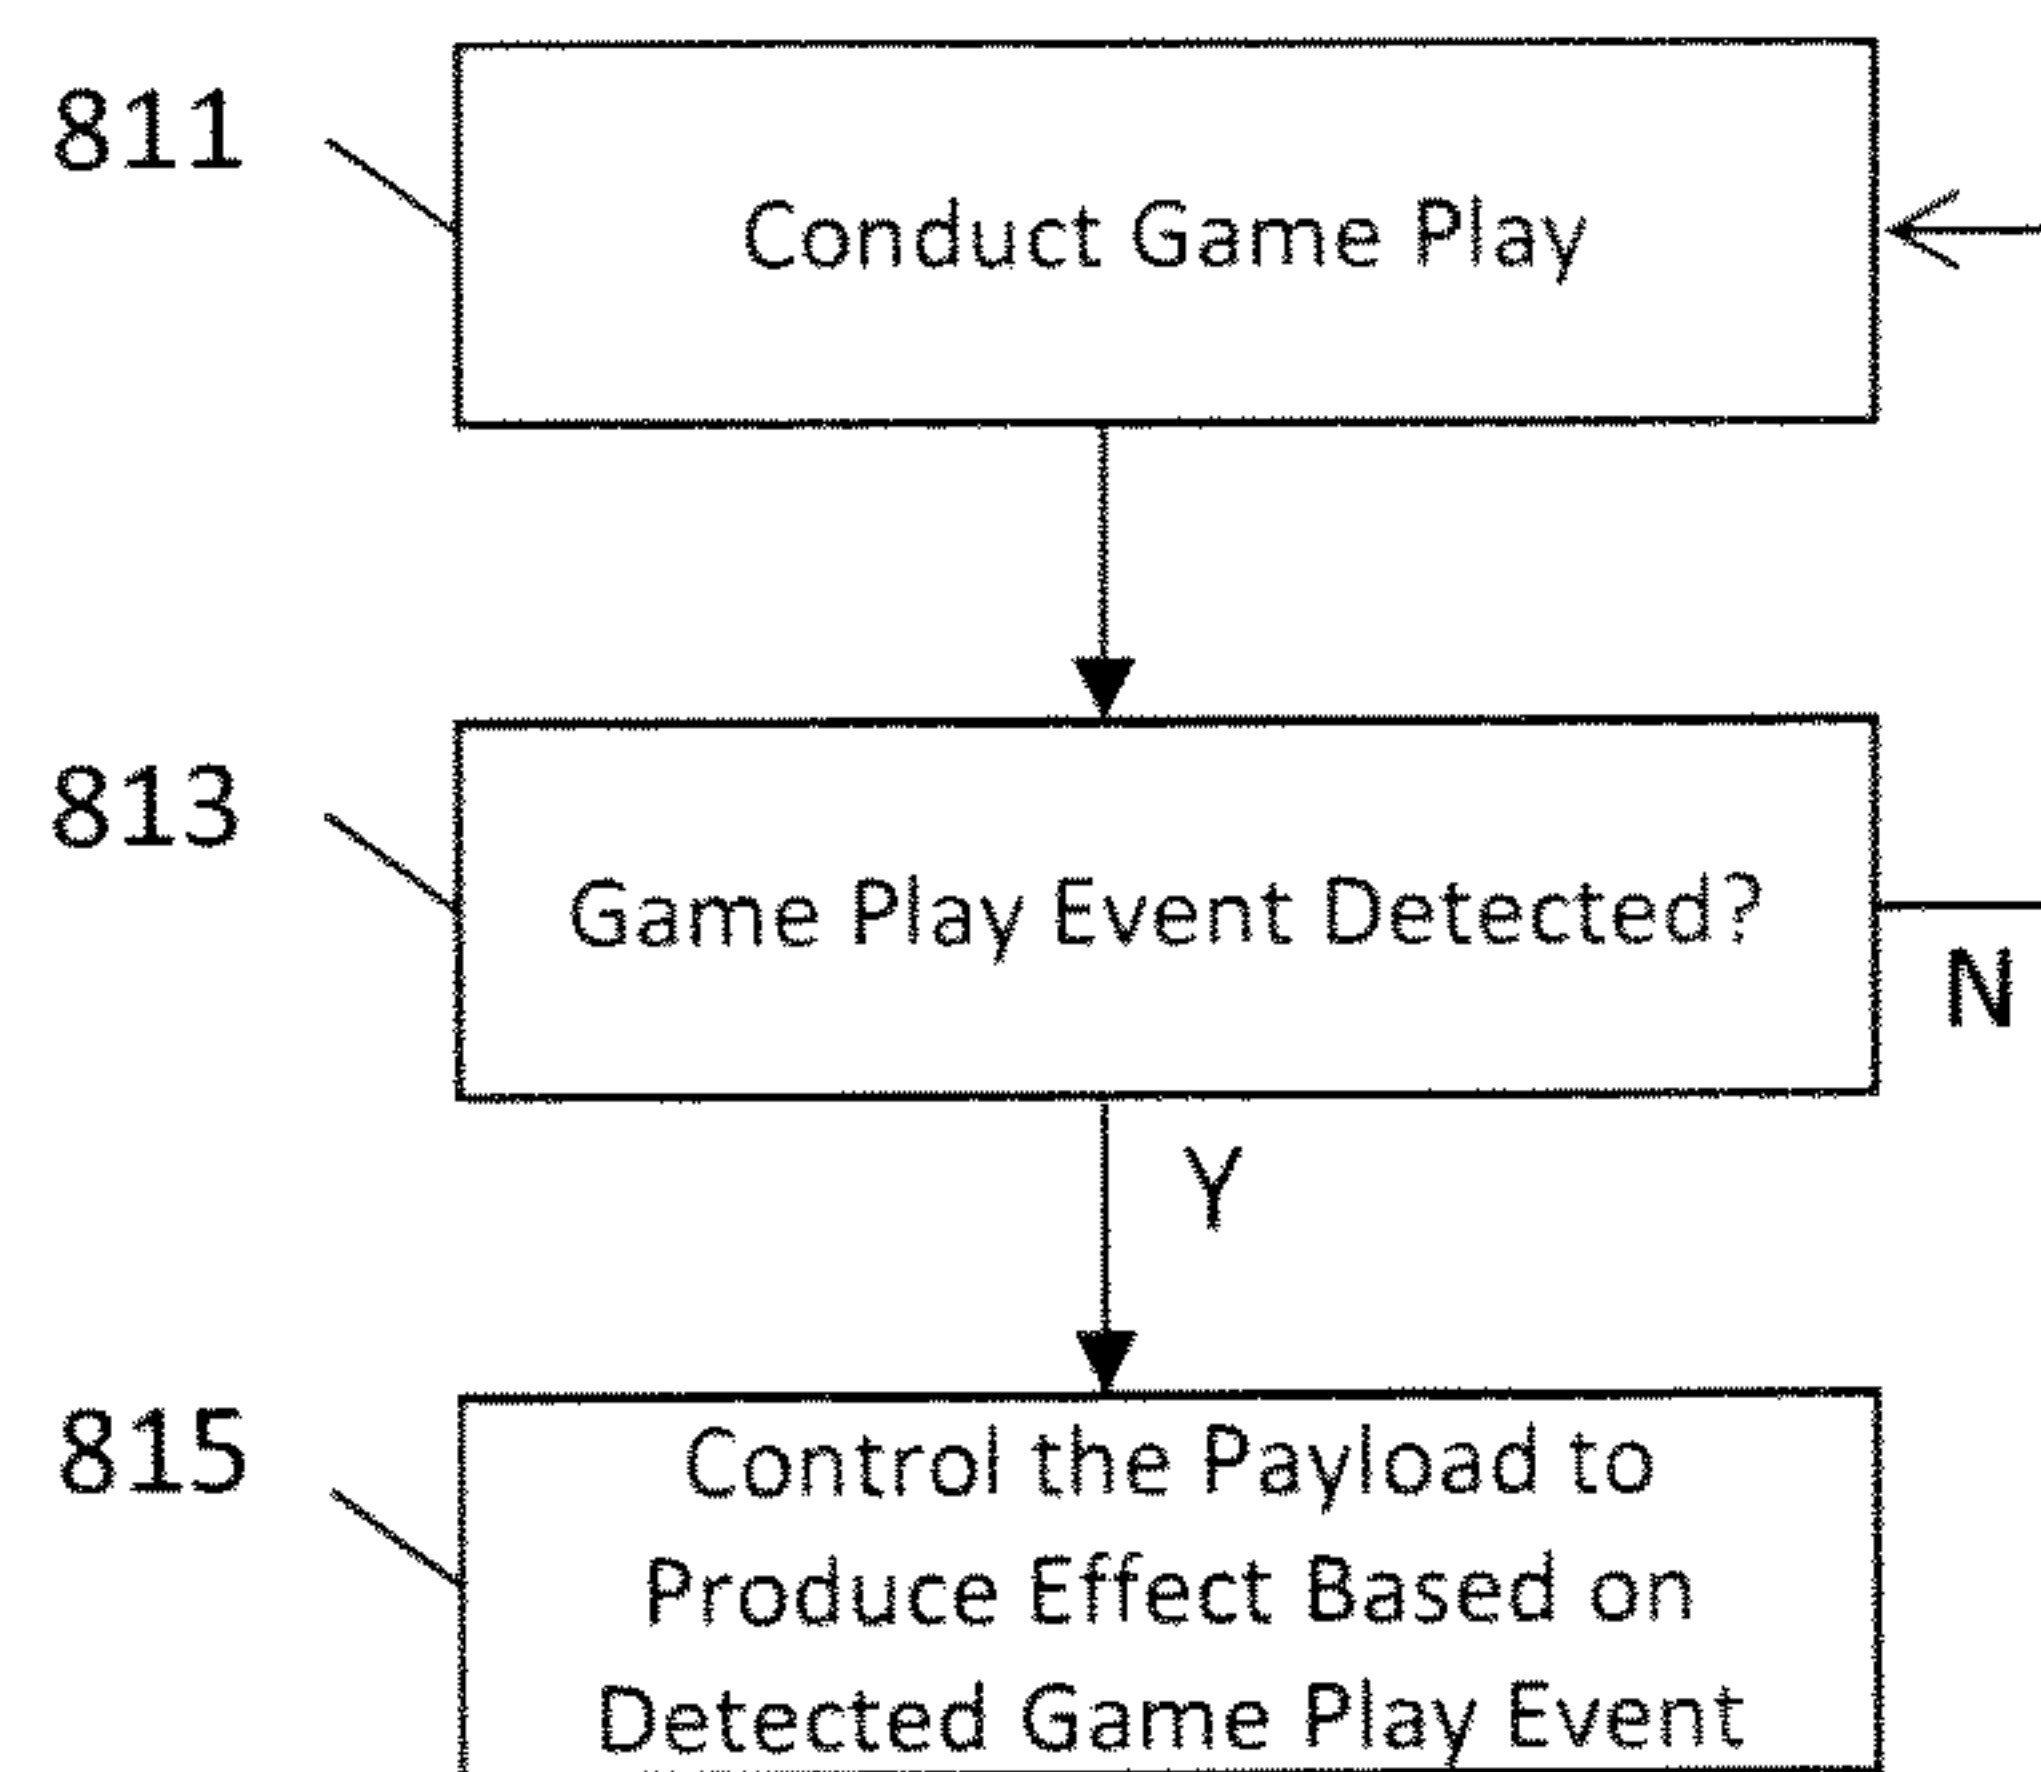 811
Conduct Game Play
813
Game Play Event Detected?
N
Y
815
Control the Payload to
Produce Effect Based on
Detected Game Play Event